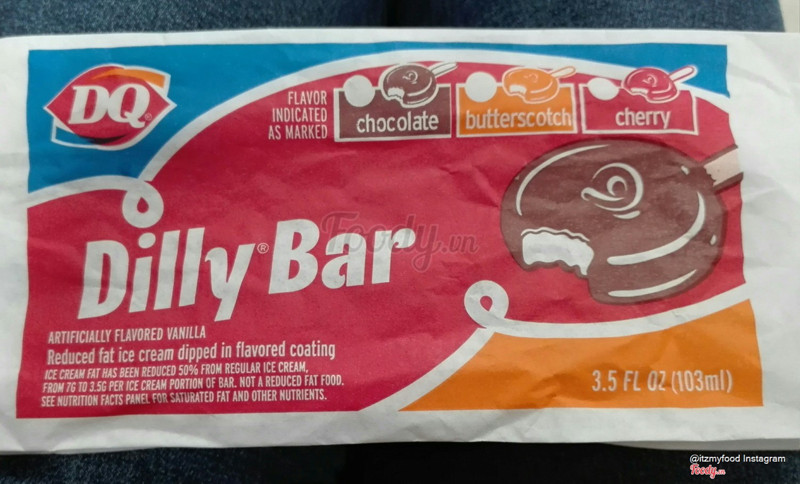 DQ®
FLAVOR
INDICATED
AS MARKED
chocolate
butterscotch
cherry
Dilly® Bar
Foody.vn
ARTIFICIALLY FLAVORED VANILLA
Reduced fat ice cream dipped in flavored coating
ICE CREAM FAT HAS BEEN REDUCED 50% FROM REGULAR ICE CREAM,
FROM 7G TO 3.5G PER ICE CREAM PORTION OF BAR. NOT A REDUCED FAT FOOD.
SEE NUTRITION FACTS PANEL FOR SATURATED FAT AND OTHER NUTRIENTS.
3.5 FL OZ (103ml)
@itzmyfood Instagram
Foody.vn